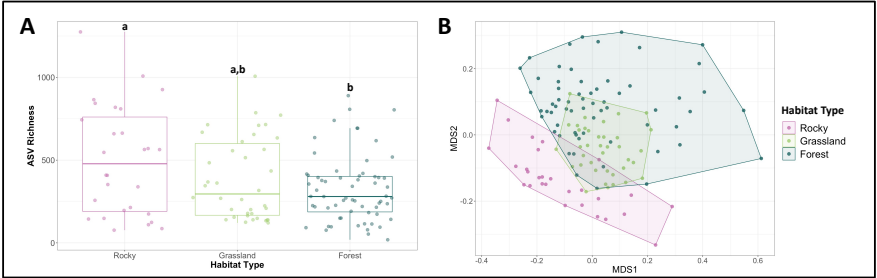 A
a
a,b
b
1000
500
0
ASV Richness
Rocky
Grassland
Forest
Habitat Type
B
0.2
0.0
-0.2
MDS2
-0.4
-0.2
0.0
0.2
0.4
0.6
MDS1
Habitat Type
Rocky
Grassland
Forest